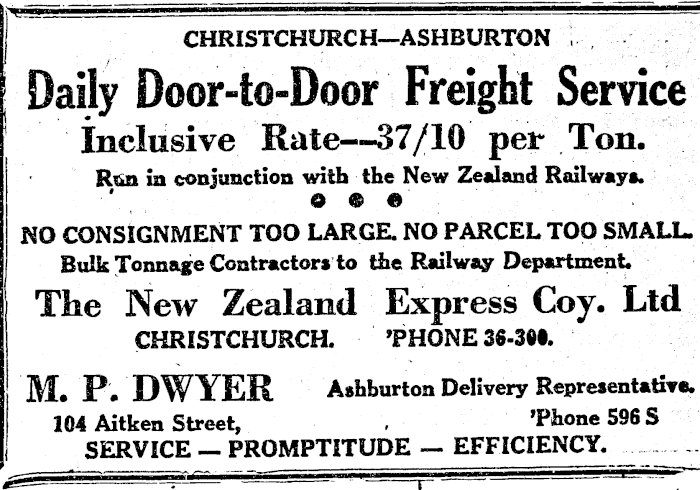 CHRISTCHURCH—ASHBURTON
Daily Door-to-Door Freight Service
Inclusive Rate—37/10 per Ton.
Run in conjunction with the New Zealand Railways.
NO CONSIGNMENT TOO LARGE. NO PARCEL TOO SMALL.
Bulk Tonnage Contractors to the Railway Department.
The New Zealand Express Coy. Ltd
CHRISTCHURCH. 'PHONE 36-300.
M. P. DWYER Ashburton Delivery Representative.
104 Aitken Street, 'Phone 596 S
SERVICE — PROMPTITUDE — EFFICIENCY.